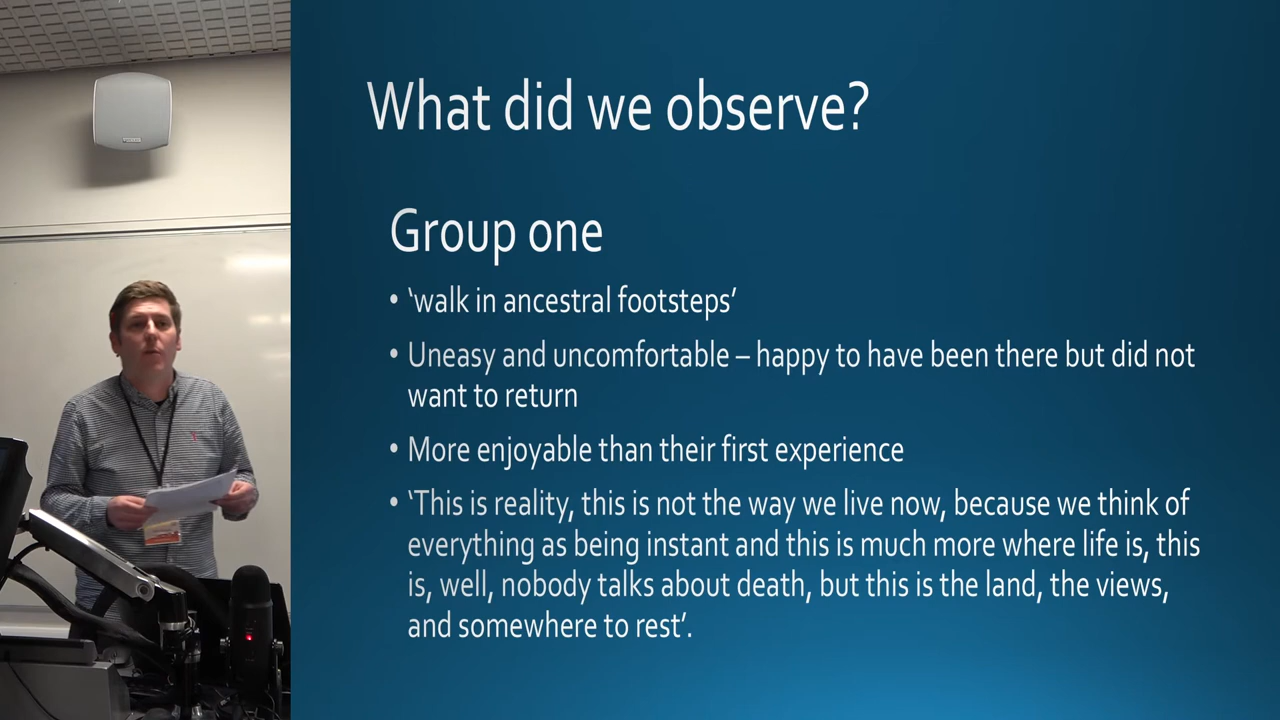 What did we observe?
Group one
• ‘walk in ancestral footsteps’
• Uneasy and uncomfortable – happy to have been there but did not
want to return
• More enjoyable than their first experience
• ‘This is reality, this is not the way we live now, because we think of
everything as being instant and this is much more where life is, this
is, well, nobody talks about death, but this is the land, the views,
and somewhere to rest’.